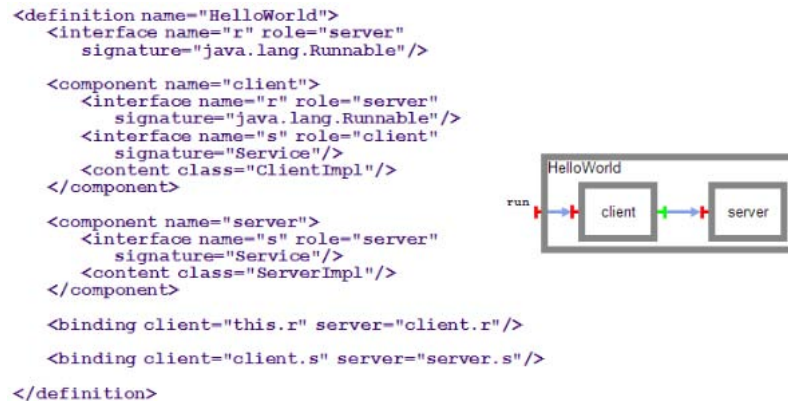 <definition name="HelloWorld">
<interface name="r" role="server"
signature="java.lang.Runnable"/>
<component name="client">
<interface name="r" role="server"
signature="java.lang.Runnable"/>
<interface name="s" role="client"
signature="Service"/>
<content class="ClientImpl"/>
</component>
<component name="server">
<interface name="s" role="server"
signature="Service"/>
<content class="ServerImpl"/>
</component>
<binding client="this.r" server="client.r"/>
<binding client="client.s" server="server.s"/>
</definition>
HelloWorld
run
client
server